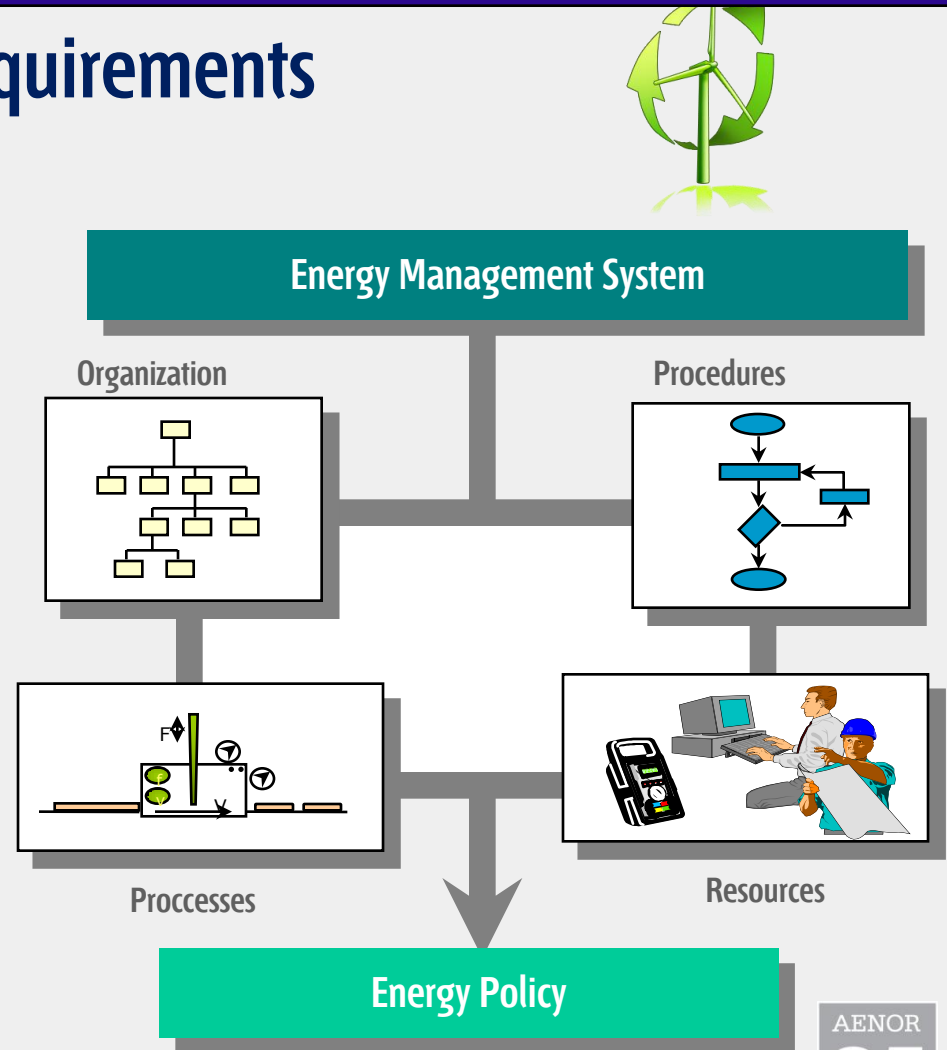 quirements
Energy Management System
Organization
Procedures
F
f
v
V
Proccesses
Resources
Energy Policy
AENOR